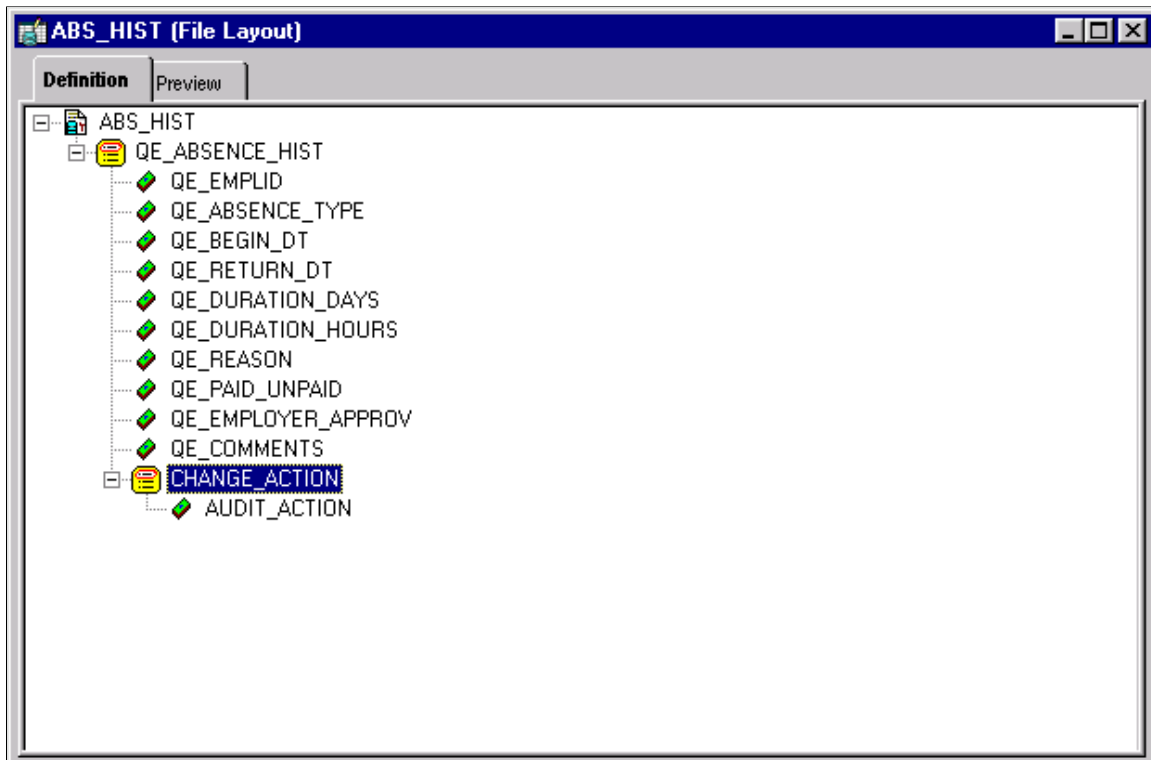 ABS_HIST (File Layout)
Definition
Preview
ABS_HIST
QE_ABSENCE_HIST
QE_EMPLID
QE_ABSENCE_TYPE
QE_BEGIN_DT
QE_RETURN_DT
QE_DURATION_DAYS
QE_DURATION_HOURS
QE_REASON
QE_PAID_UNPAID
QE_EMPLOYER_APPROV
QE_COMMENTS
CHANGE_ACTION
AUDIT_ACTION